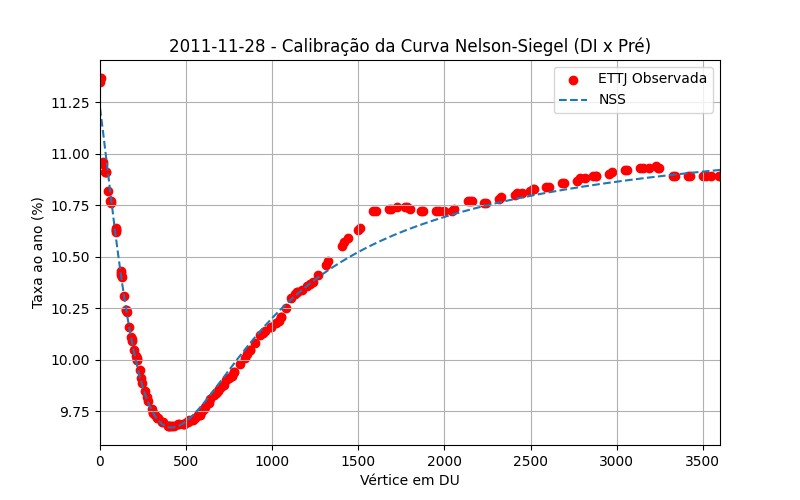 2011-11-28 - Calibração da Curva Nelson-Siegel (DI x Pré)
ETTJ Observada
NSS
Taxa ao ano (%)
11.25
11.00
10.75
10.50
10.25
10.00
9.75
0 500 1000 1500 2000 2500 3000 3500
Vértice em DU